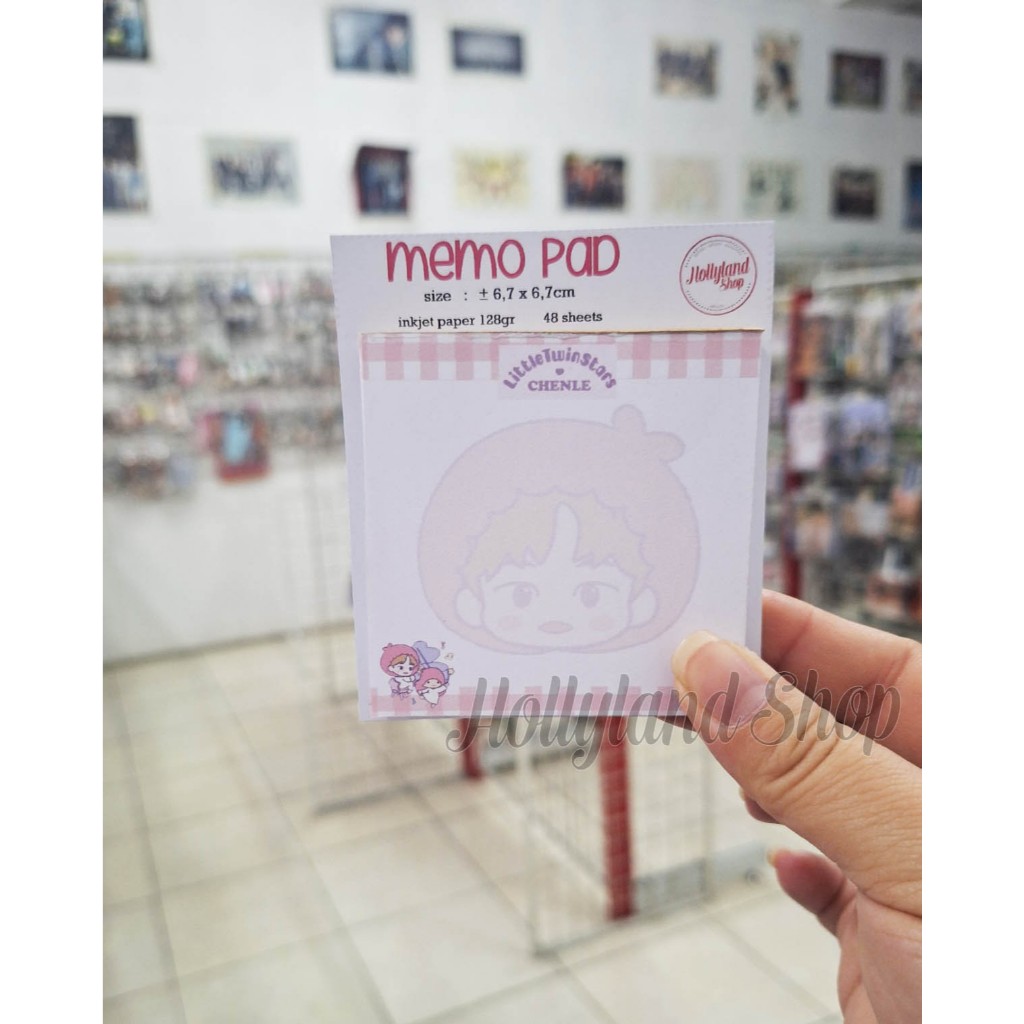 memo PaD
size : ± 6,7 x 6,7cm
inkjet paper 128gr 48 sheets
Hollyland
Shop
LittleTwinStars
CHENLE
Hollyland Shop